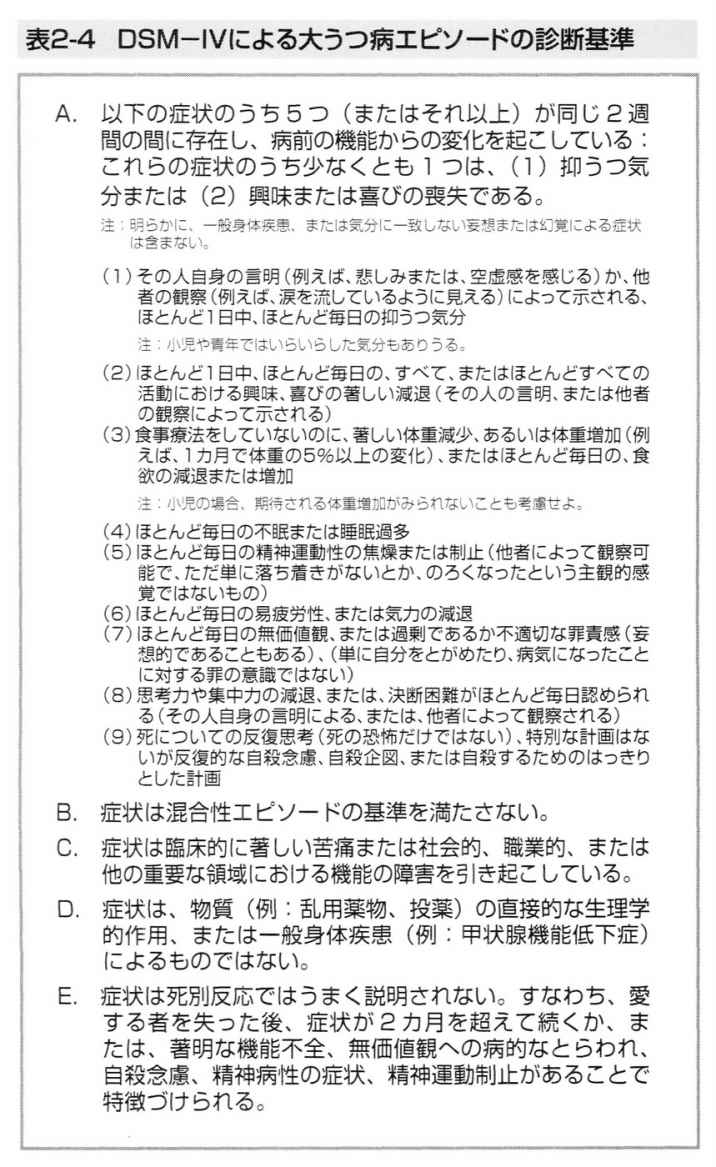 表2-4 DSM−Ⅳによる大うつ病エピソードの診断基準
A. 以下の症状のうち5つ（またはそれ以上）が同じ2週
間の間に存在し、病前の機能からの変化を起こしている：
これらの症状のうち少なくとも1つは、（1）抑うつ気
分または（2）興味または喜びの喪失である。
注：明らかに、一般身体疾患、または気分に一致しない妄想または幻覚による症状
は含まない。
（1）その人自身の言明（例えば、悲しみまたは、空虚感を感じる）か、他
者の観察（例えば、涙を流しているように見える）によって示される、
ほとんど1日中、ほとんど毎日の抑うつ気分
注：小児や青年ではいらいらした気分もありうる。
（2）ほとんど1日中、ほとんど毎日の、すべて、またはほとんどすべての
活動における興味、喜びの著しい減退（その人の言明、または他者
の観察によって示される）
（3）食事療法をしていないのに、著しい体重減少、あるいは体重増加（例
えば、1カ月で体重の5%以上の変化）、またはほとんど毎日の、食
欲の減退または増加
注：小児の場合、期待される体重増加がみられないことも考慮せよ。
（4）ほとんど毎日の不眠または睡眠過多
（5）ほとんど毎日の精神運動性の焦燥または制止（他者によって観察可
能で、ただ単に落ち着きがないとか、のろくなったという主観的感
覚ではないもの）
（6）ほとんど毎日の易疲労性、または気力の減退
（7）ほとんど毎日の無価値観、または過剰であるか不適切な罪責感（妄
想的であることもある）、（単に自分をとがめたり、病気になったこと
に対する罪の意識ではない）
（8）思考力や集中力の減退、または、決断困難がほとんど毎日認められ
る（その人自身の言明による、または、他者によって観察される）
（9）死についての反復思考（死の恐怖だけではない）、特別な計画はな
いが反復的な自殺念慮、自殺企図、または自殺するためのはっきり
とした計画
B. 症状は混合性エピソードの基準を満たさない。
C. 症状は臨床的に著しい苦痛または社会的、職業的、または
他の重要な領域における機能の障害を引き起こしている。
D. 症状は、物質（例：乱用薬物、投薬）の直接的な生理学
的作用、または一般身体疾患（例：甲状腺機能低下症）
によるものではない。
E. 症状は死別反応ではうまく説明されない。すなわち、愛
する者を失った後、症状が2カ月を超えて続くか、ま
たは、著明な機能不全、無価値観への病的なとらわれ、
自殺念慮、精神病性の症状、精神運動制止があることで
特徴づけられる。